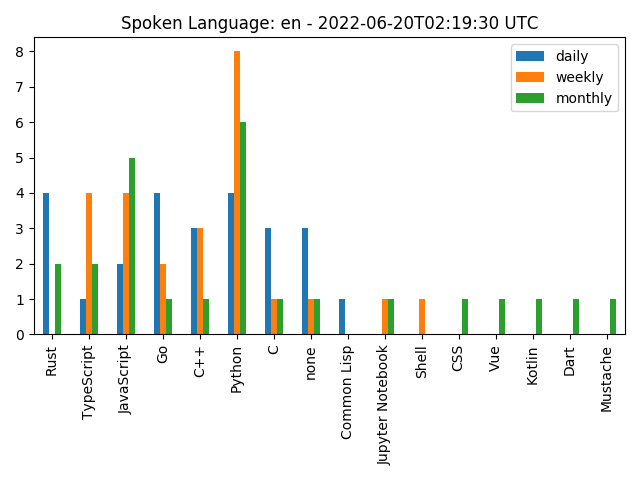 Spoken Language: en - 2022-06-20T02:19:30 UTC
daily
weekly
monthly
8
7
6
5
4
3
2
1
0
Rust
TypeScript
JavaScript
Go
C++
Python
C
none
Common Lisp
Jupyter Notebook
Shell
CSS
Vue
Kotlin
Dart
Mustache